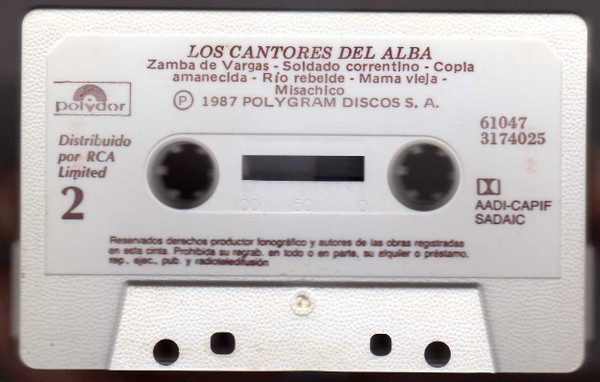 LOS CANTORES DEL ALBA
Zamba de Vargas - Soldado correntino - Copla
amanecida - Río rebelde - Mama vieja -
Misachico
Ⓟ 1987 POLYGRAM DISCOS S. A.
polydor
Distribuido
por RCA
Limited
2
61047
3174025
AADI-CAPIF
SADAIC
100 50 0
Reservados derechos productor fonográfico y autores de las obras registradas
en esta cinta. Prohibida su regrab. en todo o en parte, su alquiler o préstamo,
rep., ejec., pub. y radioteledifusión